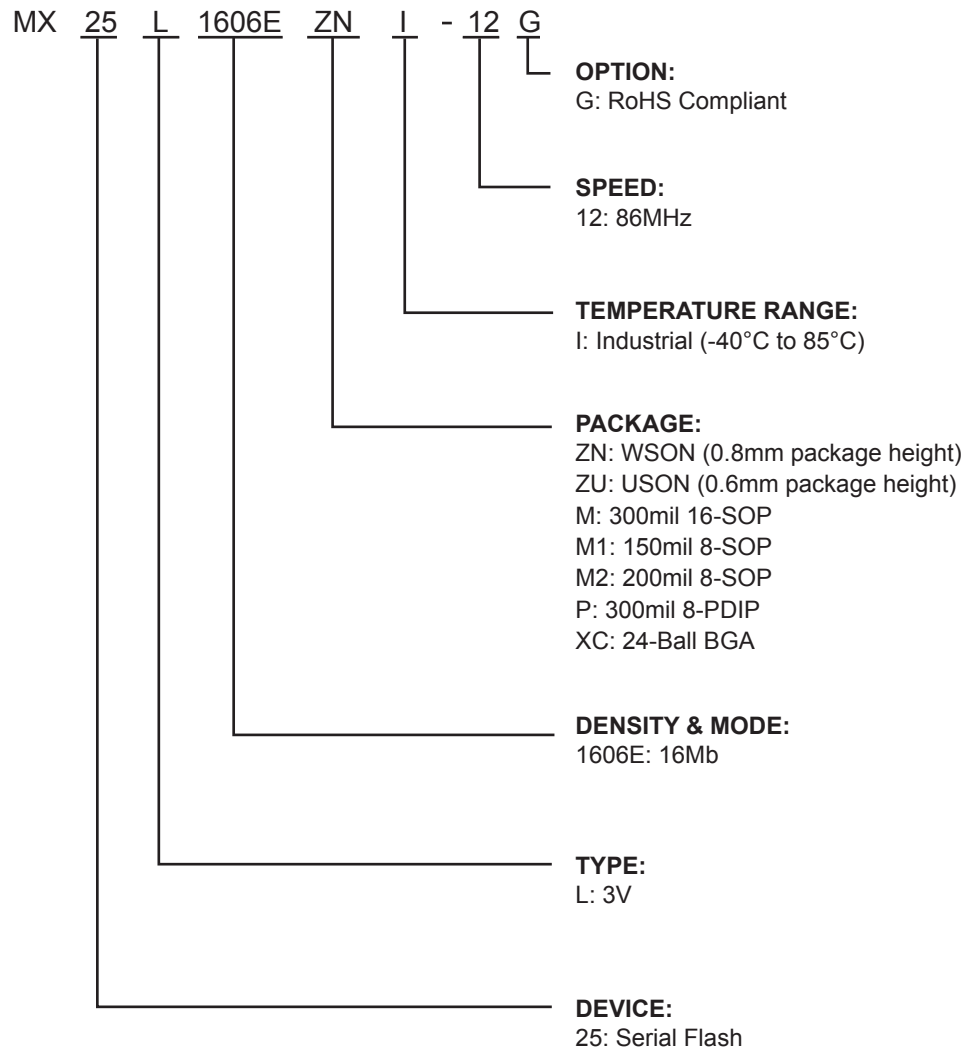 MX 25 L 1606E ZN I - 12 G
OPTION:
G: RoHS Compliant
SPEED:
12: 86MHz
TEMPERATURE RANGE:
I: Industrial (-40°C to 85°C)
PACKAGE:
ZN: WSON (0.8mm package height)
ZU: USON (0.6mm package height)
M: 300mil 16-SOP
M1: 150mil 8-SOP
M2: 200mil 8-SOP
P: 300mil 8-PDIP
XC: 24-Ball BGA
DENSITY & MODE:
1606E: 16Mb
TYPE:
L: 3V
DEVICE:
25: Serial Flash